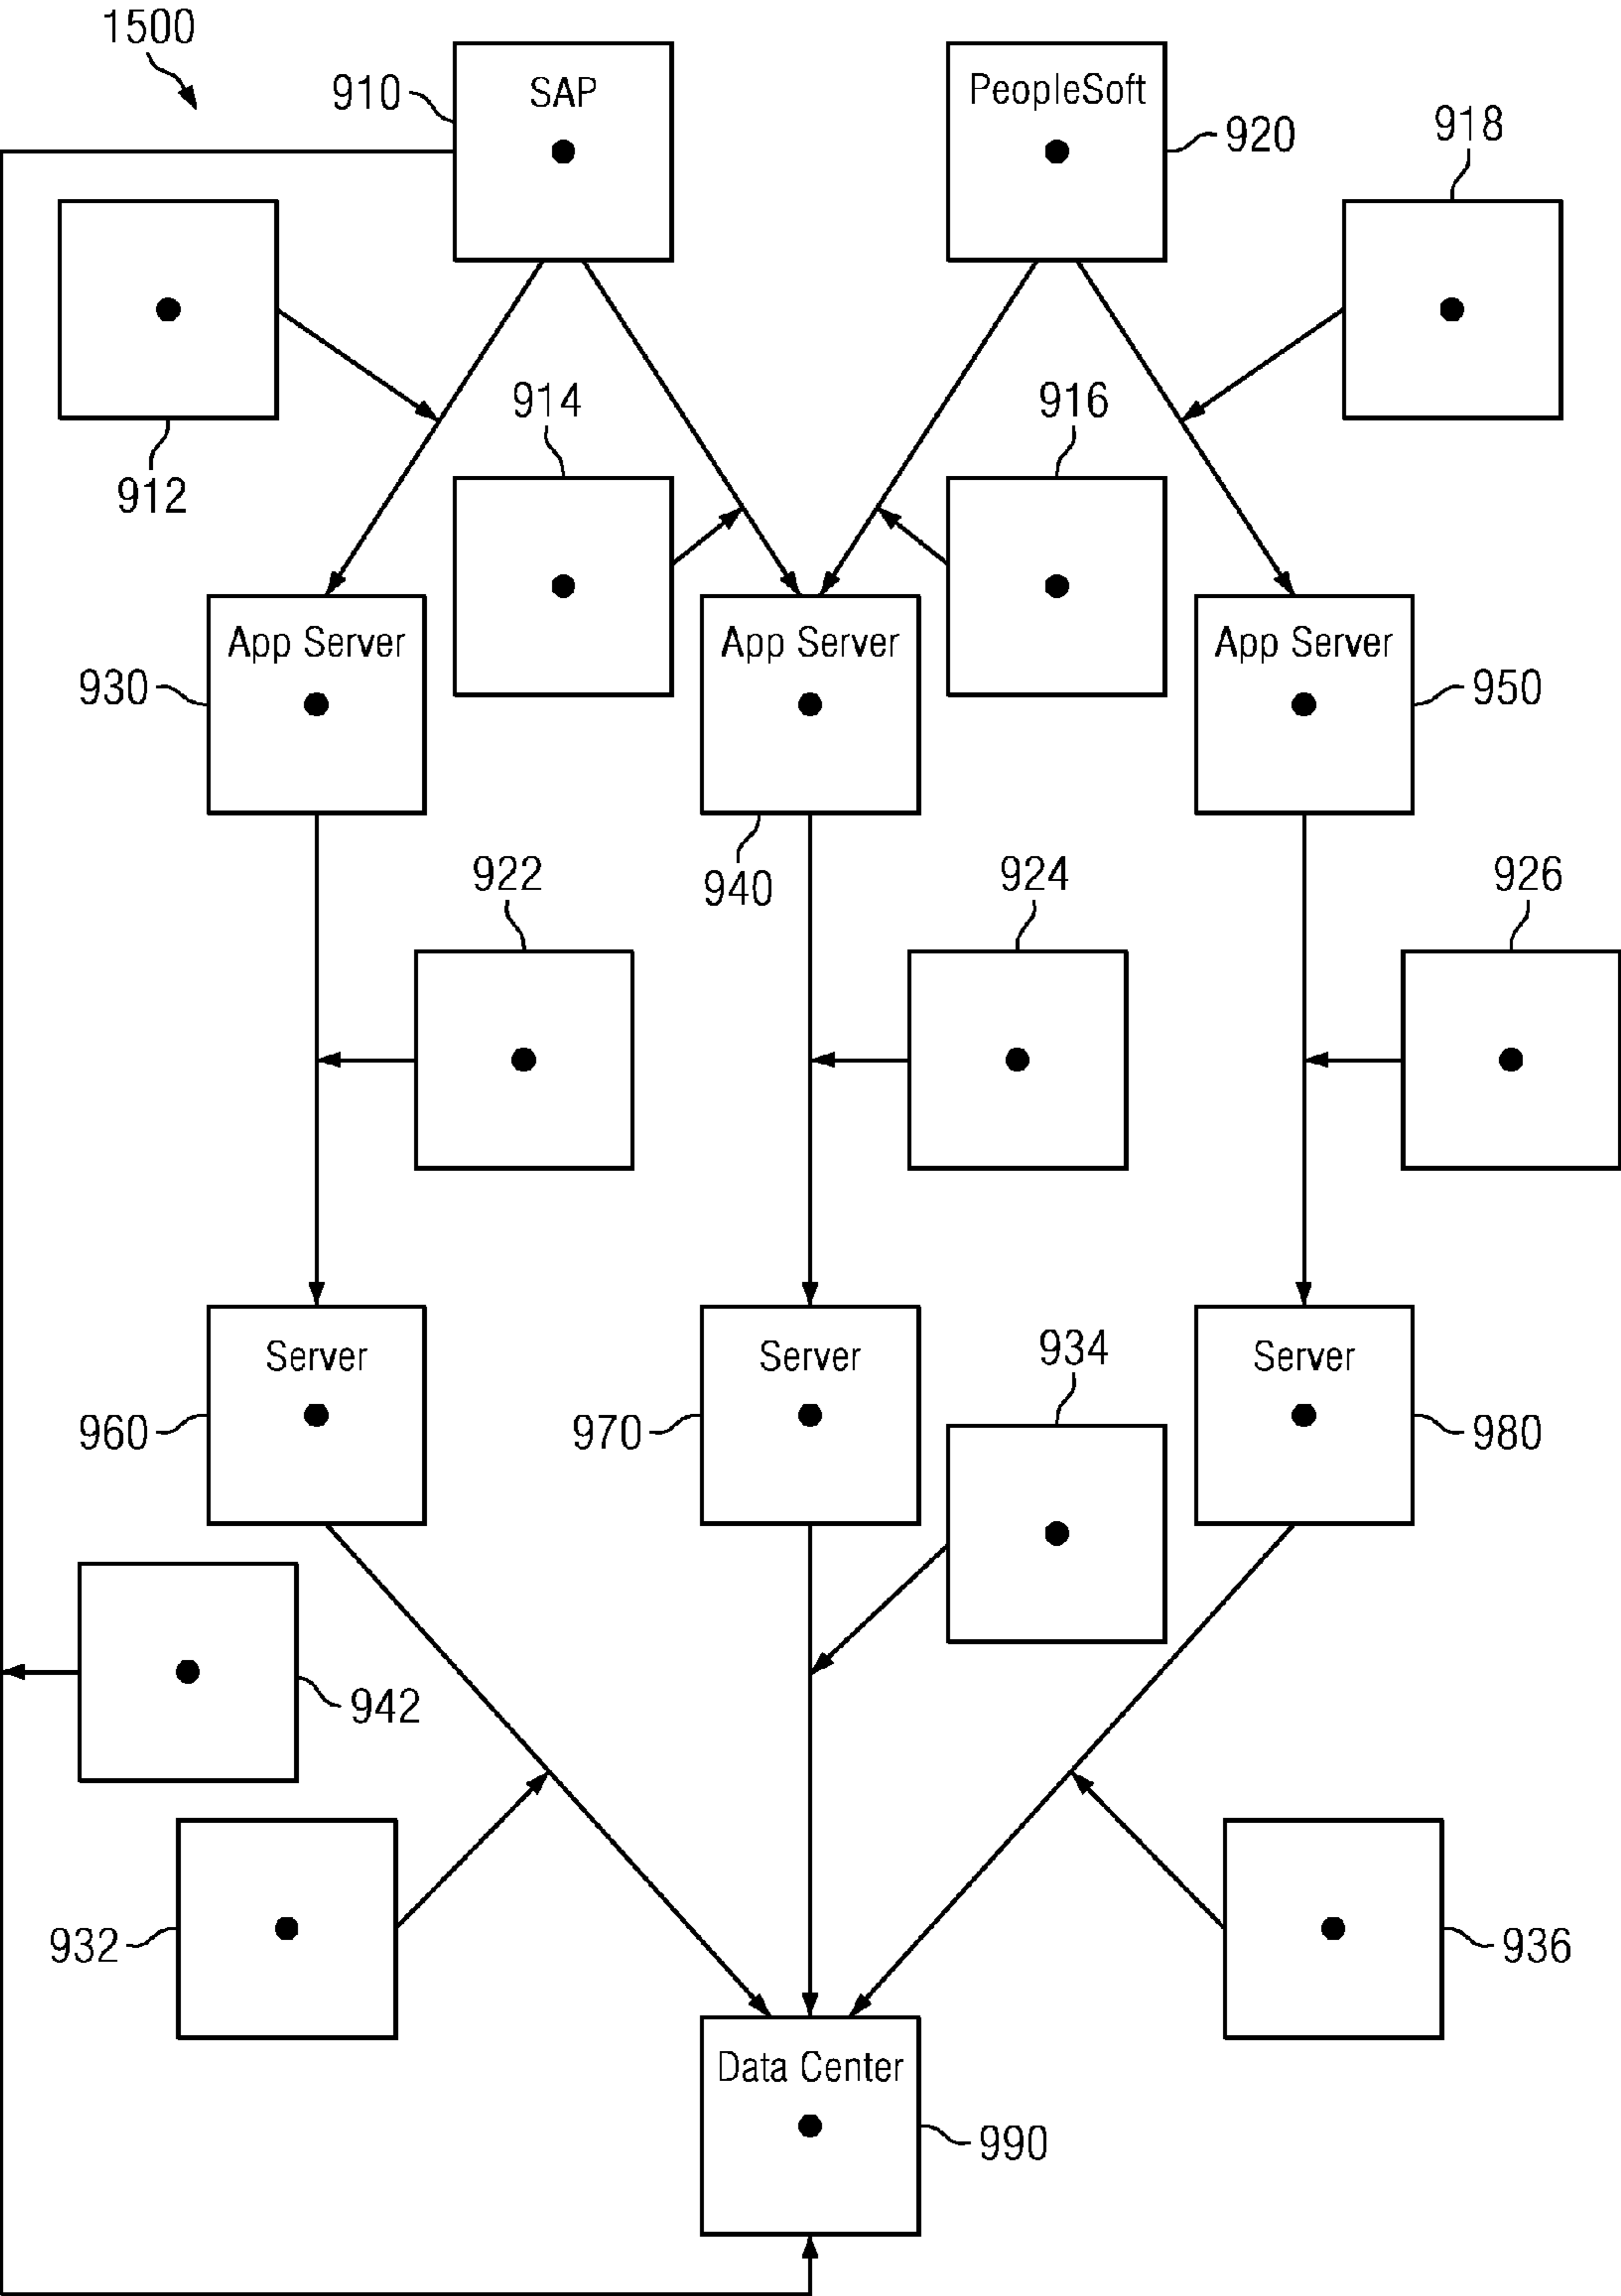 1500
910
SAP
PeopleSoft
920
918
912
914
916
930
App Server
App Server
App Server
950
940
922
924
926
960
Server
970
Server
934
Server
980
942
932
936
Data Center
990